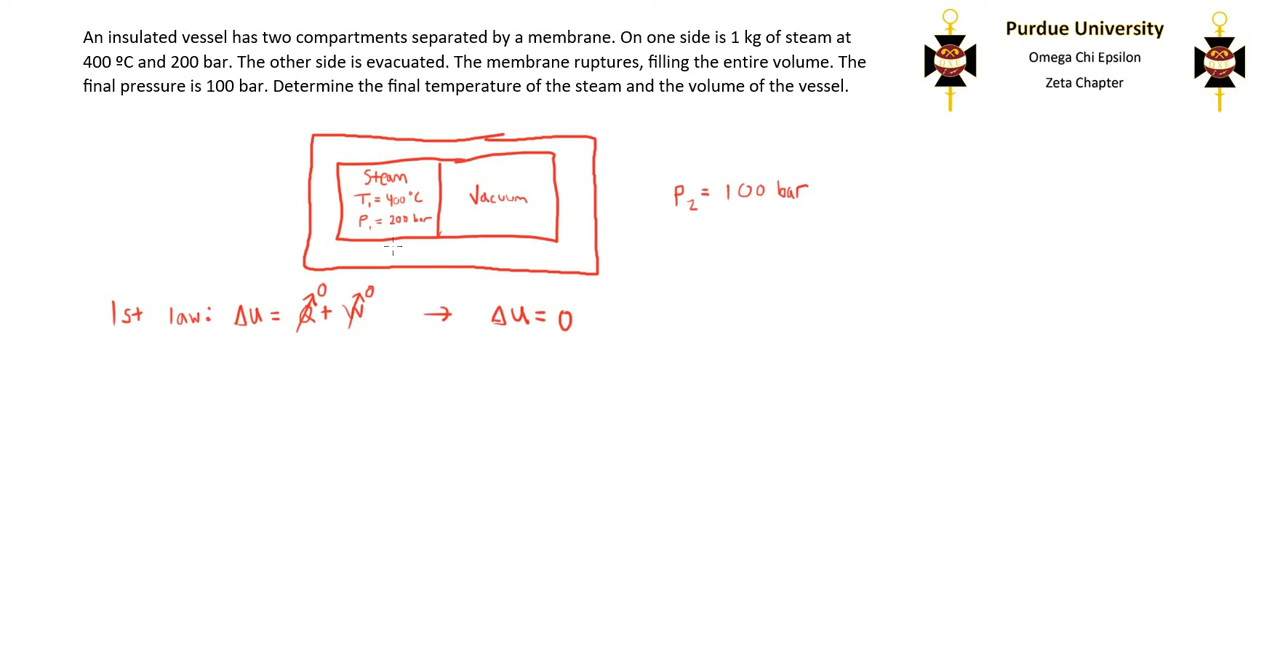 An insulated vessel has two compartments separated by a membrane. On one side is 1 kg of steam at
400 ºC and 200 bar. The other side is evacuated. The membrane ruptures, filling the entire volume. The
final pressure is 100 bar. Determine the final temperature of the steam and the volume of the vessel.
Purdue University
Omega Chi Epsilon
Zeta Chapter
Steam
T₁ = 400°C
P₁ = 200 bar
Vacuum
P₂ = 100 bar
1st law: ΔU = Q↗0 + W↗0 → ΔU = 0